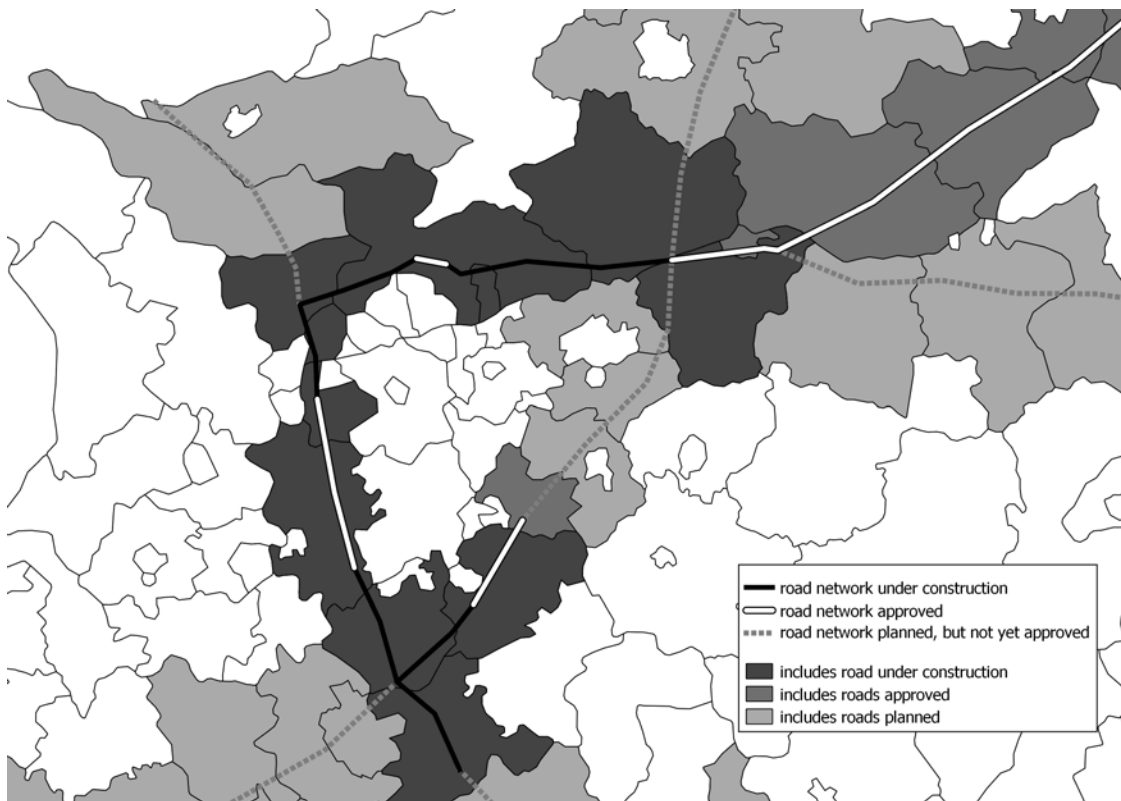 road network under construction
road network approved
road network planned, but not yet approved
includes road under construction
includes roads approved
includes roads planned